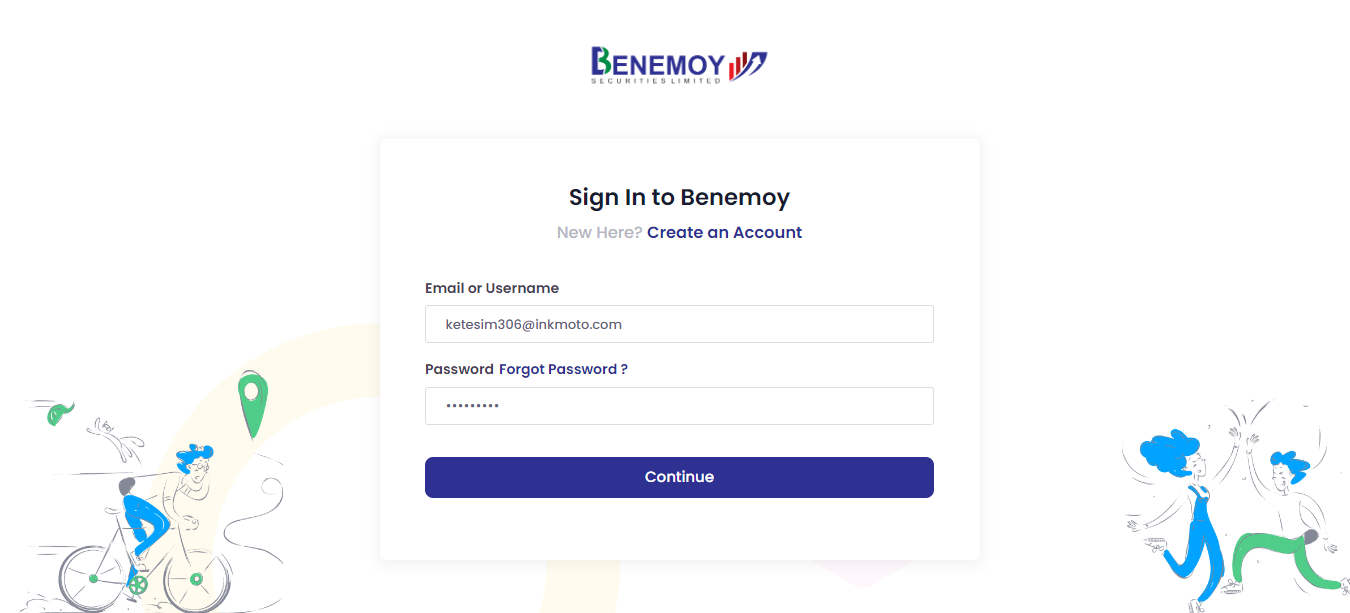 BENEMOY
SECURITIES LIMITED
Sign In to Benemoy
New Here? Create an Account
Email or Username
ketesim306@inkmoto.com
Password Forgot Password ?
•••••••••
Continue